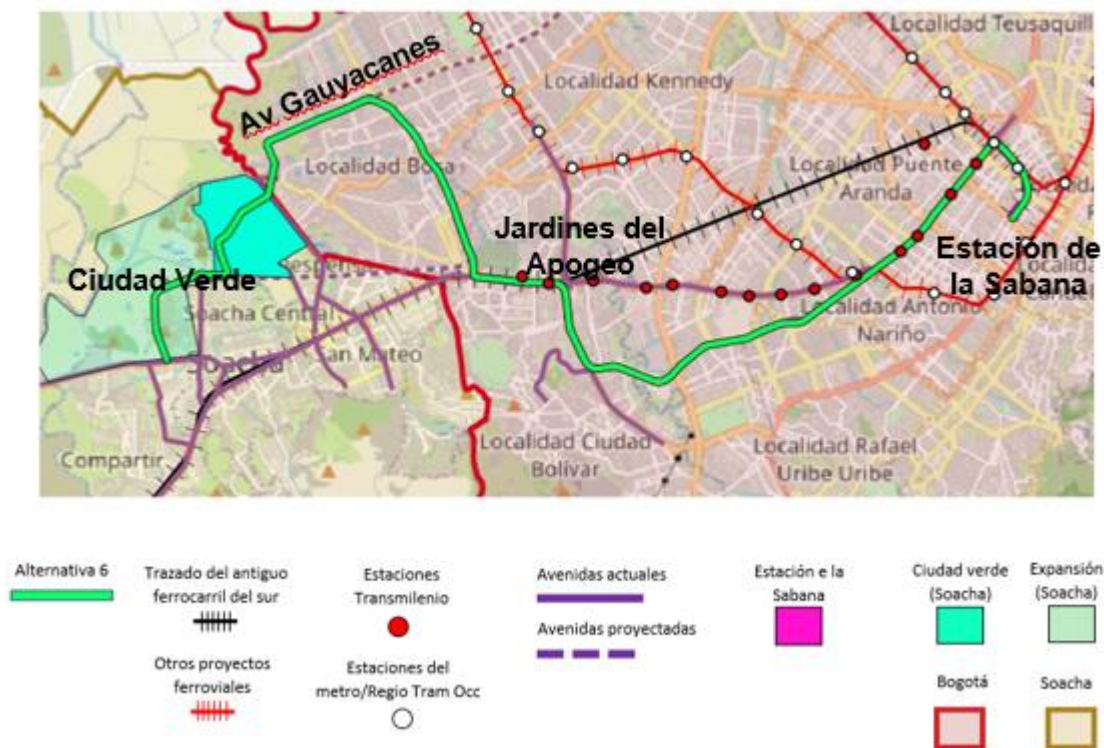 Localidad Teusaquill
Av Gauyacanes
Localidad Kennedy
Localidad Bosa
Localidad Puente
Aranda
Jardines del
Apogeo
Estación de
la Sabana
Ciudad Verde
Localidad Antonio
Nariño
Soacha Central
San Mateo
Soacha
Compartir
Localidad Ciudad
Bolívar
Localidad Rafael
Uribe Uribe
Alternativa 6
Trazado del antiguo
ferrocarril del sur
Estaciones
Transmilenio
Avenidas actuales
Estación e la
Sabana
Ciudad verde
(Soacha)
Expansión
(Soacha)
Avenidas proyectadas
Otros proyectos
ferroviales
Estaciones del
metro/Regio Tram Occ
Bogotá
Soacha